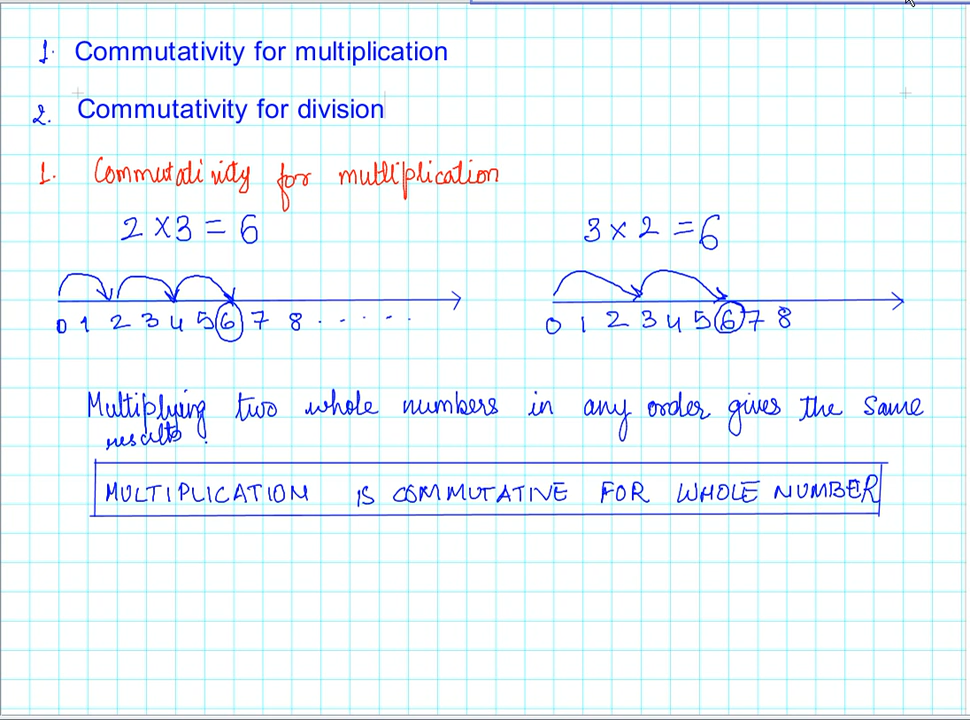 1. Commutativity for multiplication
2. Commutativity for division
1. Commutativity for multiplication
2 × 3 = 6
3 × 2 = 6
0 1 2 3 4 5 6 7 8 . . . . . .
0 1 2 3 4 5 6 7 8
Multiplying two whole numbers in any order gives the same
results.
MULTIPLICATION IS COMMUTATIVE FOR WHOLE NUMBER